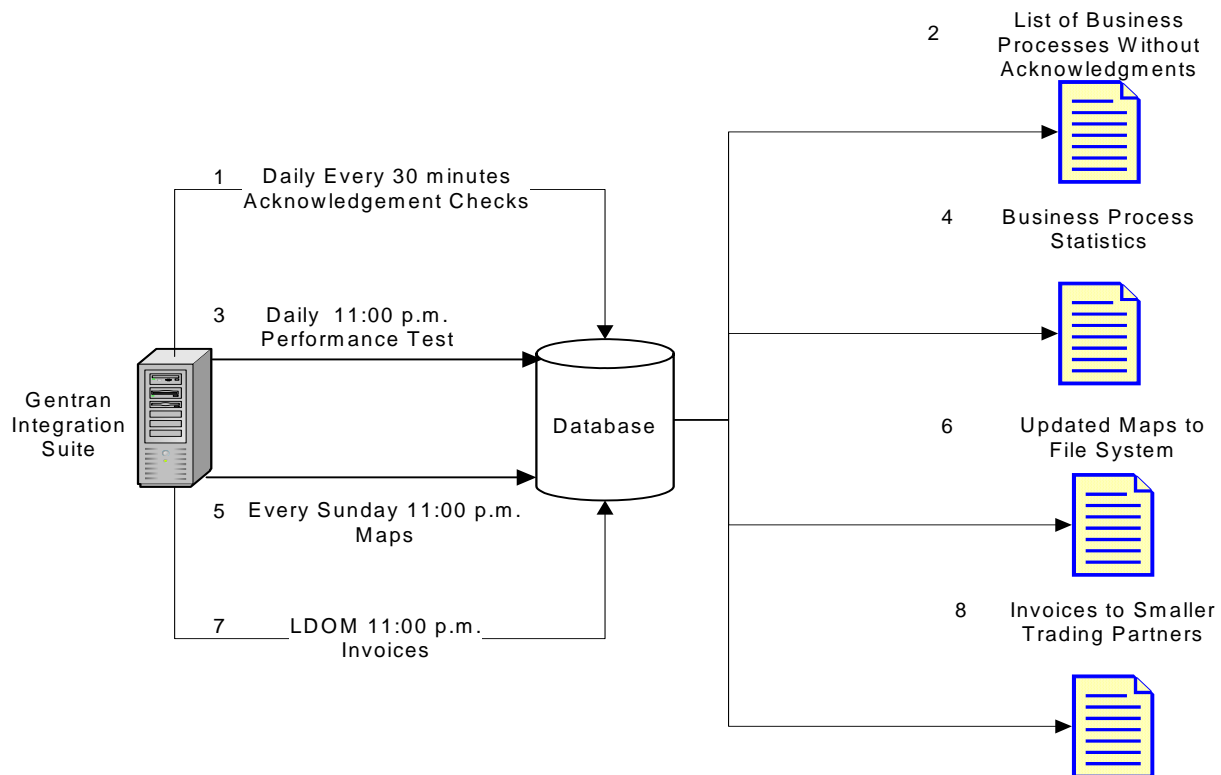 2 List of Business
Processes Without
Acknowledgments
1 Daily Every 30 minutes
Acknowledgement Checks
4 Business Process
Statistics
3 Daily 11:00 p.m.
Performance Test
Gentran
Integration
Suite
Database
6 Updated Maps to
File System
5 Every Sunday 11:00 p.m.
Maps
8 Invoices to Smaller
Trading Partners
7 LDOM 11:00 p.m.
Invoices